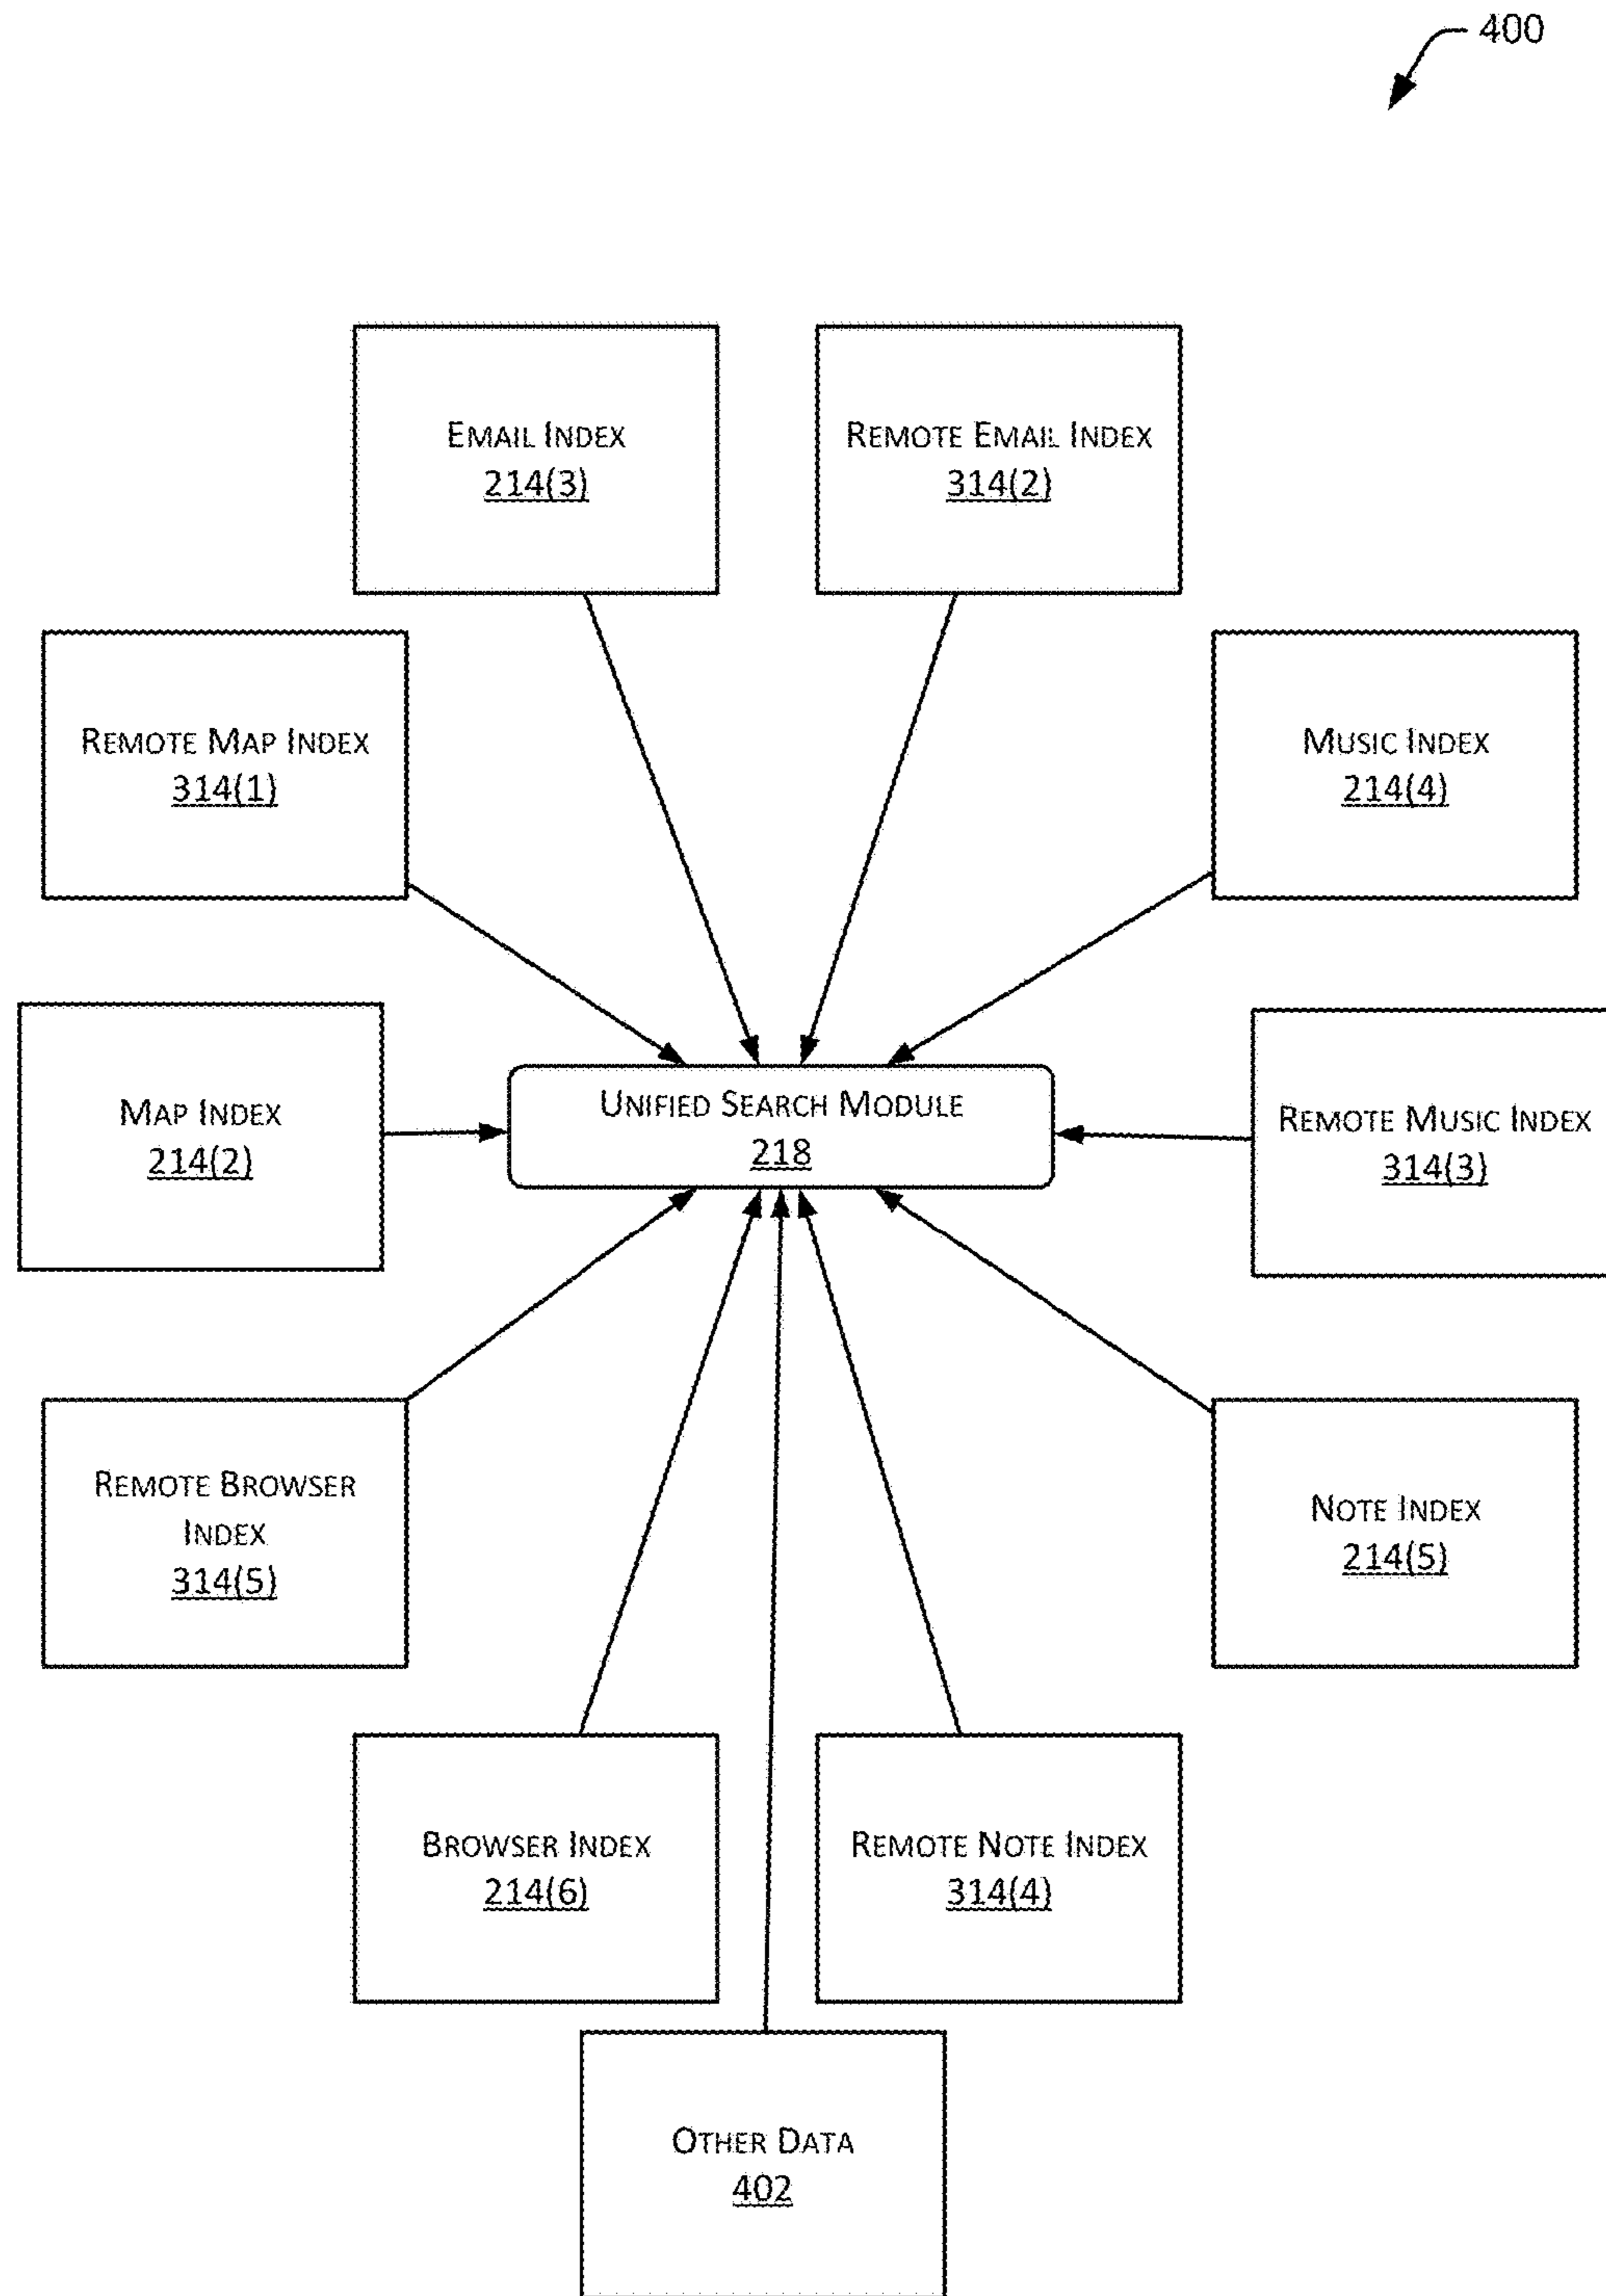 400
EMAIL INDEX
214(3)
REMOTE EMAIL INDEX
314(2)
REMOTE MAP INDEX
314(1)
MUSIC INDEX
214(4)
MAP INDEX
214(2)
UNIFIED SEARCH MODULE
218
REMOTE MUSIC INDEX
314(3)
REMOTE BROWSER
INDEX
314(5)
NOTE INDEX
214(5)
BROWSER INDEX
214(6)
REMOTE NOTE INDEX
314(4)
OTHER DATA
402